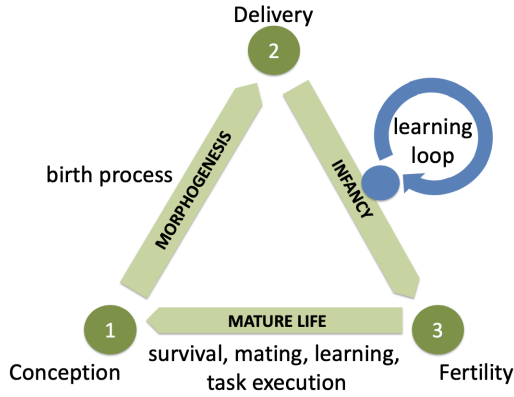 Delivery
2
learning
loop
birth process
MORPHOGENESIS
INFANCY
1
MATURE LIFE
3
Conception
survival, mating, learning,
task execution
Fertility